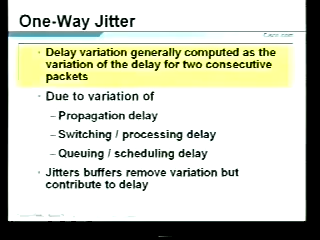 One-Way Jitter
Delay variation generally computed as the
variation of the delay for two consecutive
packets
Due to variation of
– Propagation delay
– Switching / processing delay
– Queuing / scheduling delay
Jitters buffers remove variation but
contribute to delay